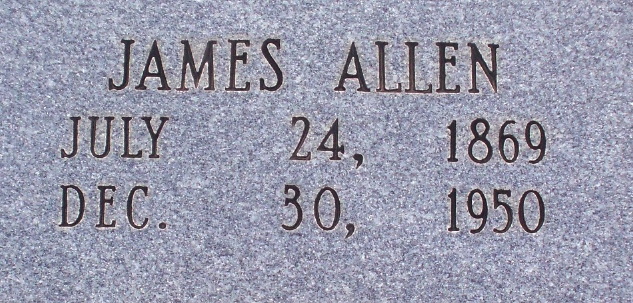 JAMES ALLEN
JULY 24, 1869
DEC. 30, 1950